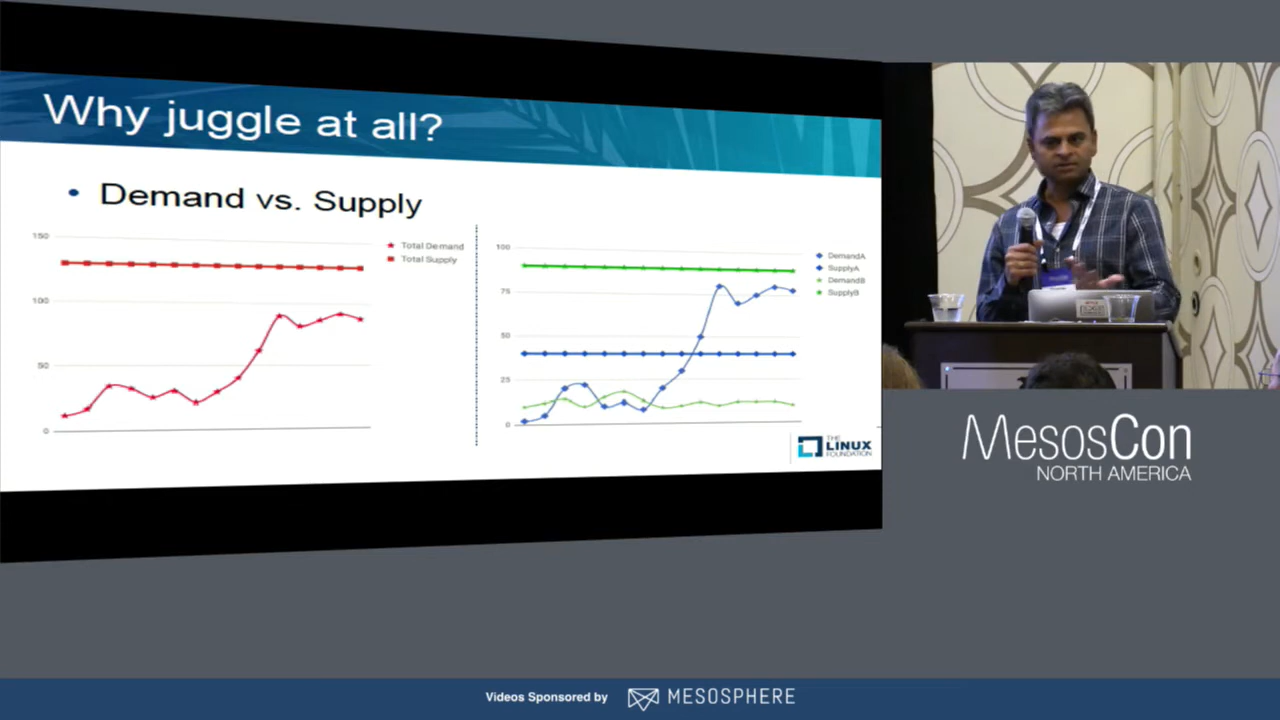 Why juggle at all?
• Demand vs. Supply
150
100
50
0
Total Demand
Total Supply
100
75
50
25
0
DemandA
SupplyA
DemandB
SupplyB
THE
LINUX
FOUNDATION
MesosCon
NORTH AMERICA
Videos Sponsored by MESOSPHERE